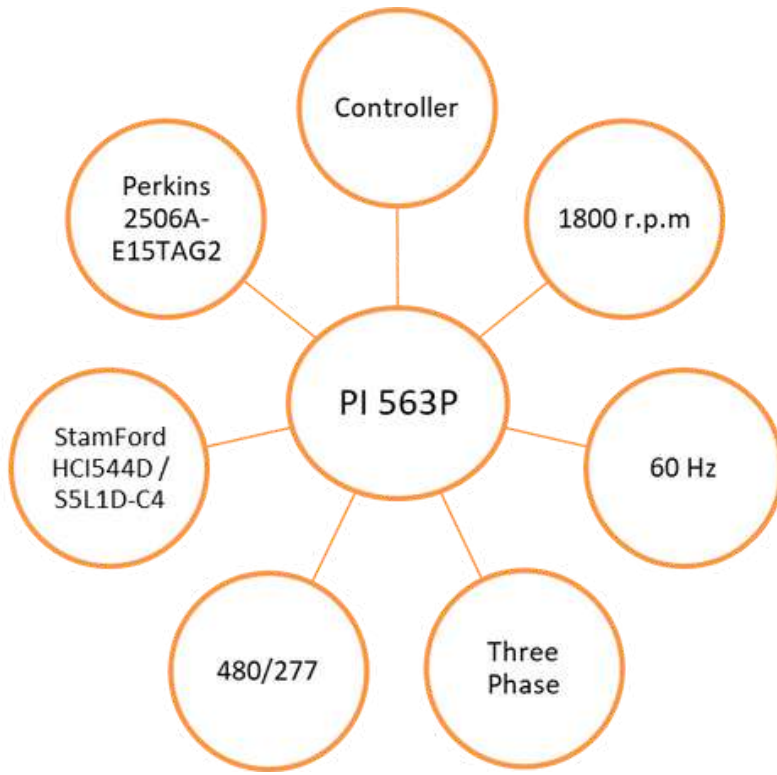 Controller
Perkins
2506A-
E15TAG2
1800 r.p.m
PI 563P
StamFord
HCI544D /
S5L1D-C4
60 Hz
480/277
Three
Phase